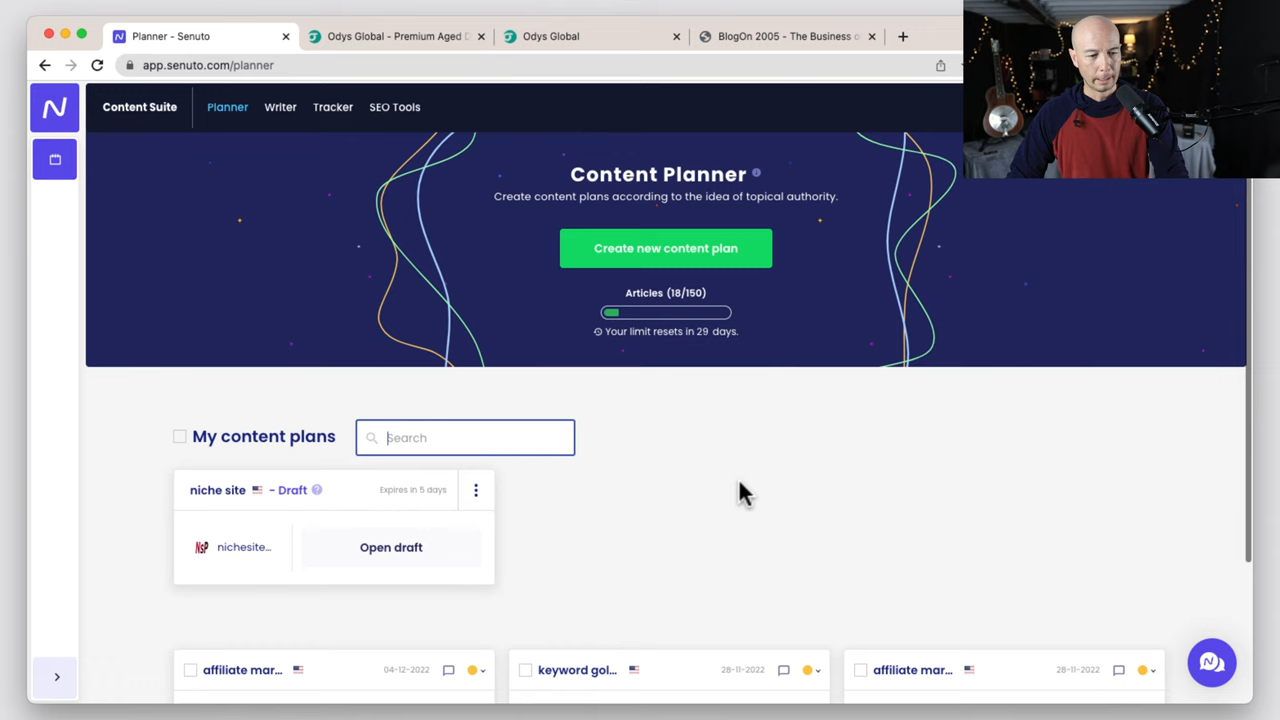 Planner - Senuto
Odys Global - Premium Aged D
Odys Global
BlogOn 2005 - The Business o
app.senuto.com/planner
Content Suite
Planner
Writer
Tracker
SEO Tools
Content Planner
Create content plans according to the idea of topical authority.
Create new content plan
Articles (18/150)
Your limit resets in 29 days.
My content plans
Search
niche site - Draft
Expires in 5 days
NSP
nichesite...
Open draft
affiliate mar...
04-12-2022
keyword gol...
28-11-2022
affiliate mar...
28-11-2022